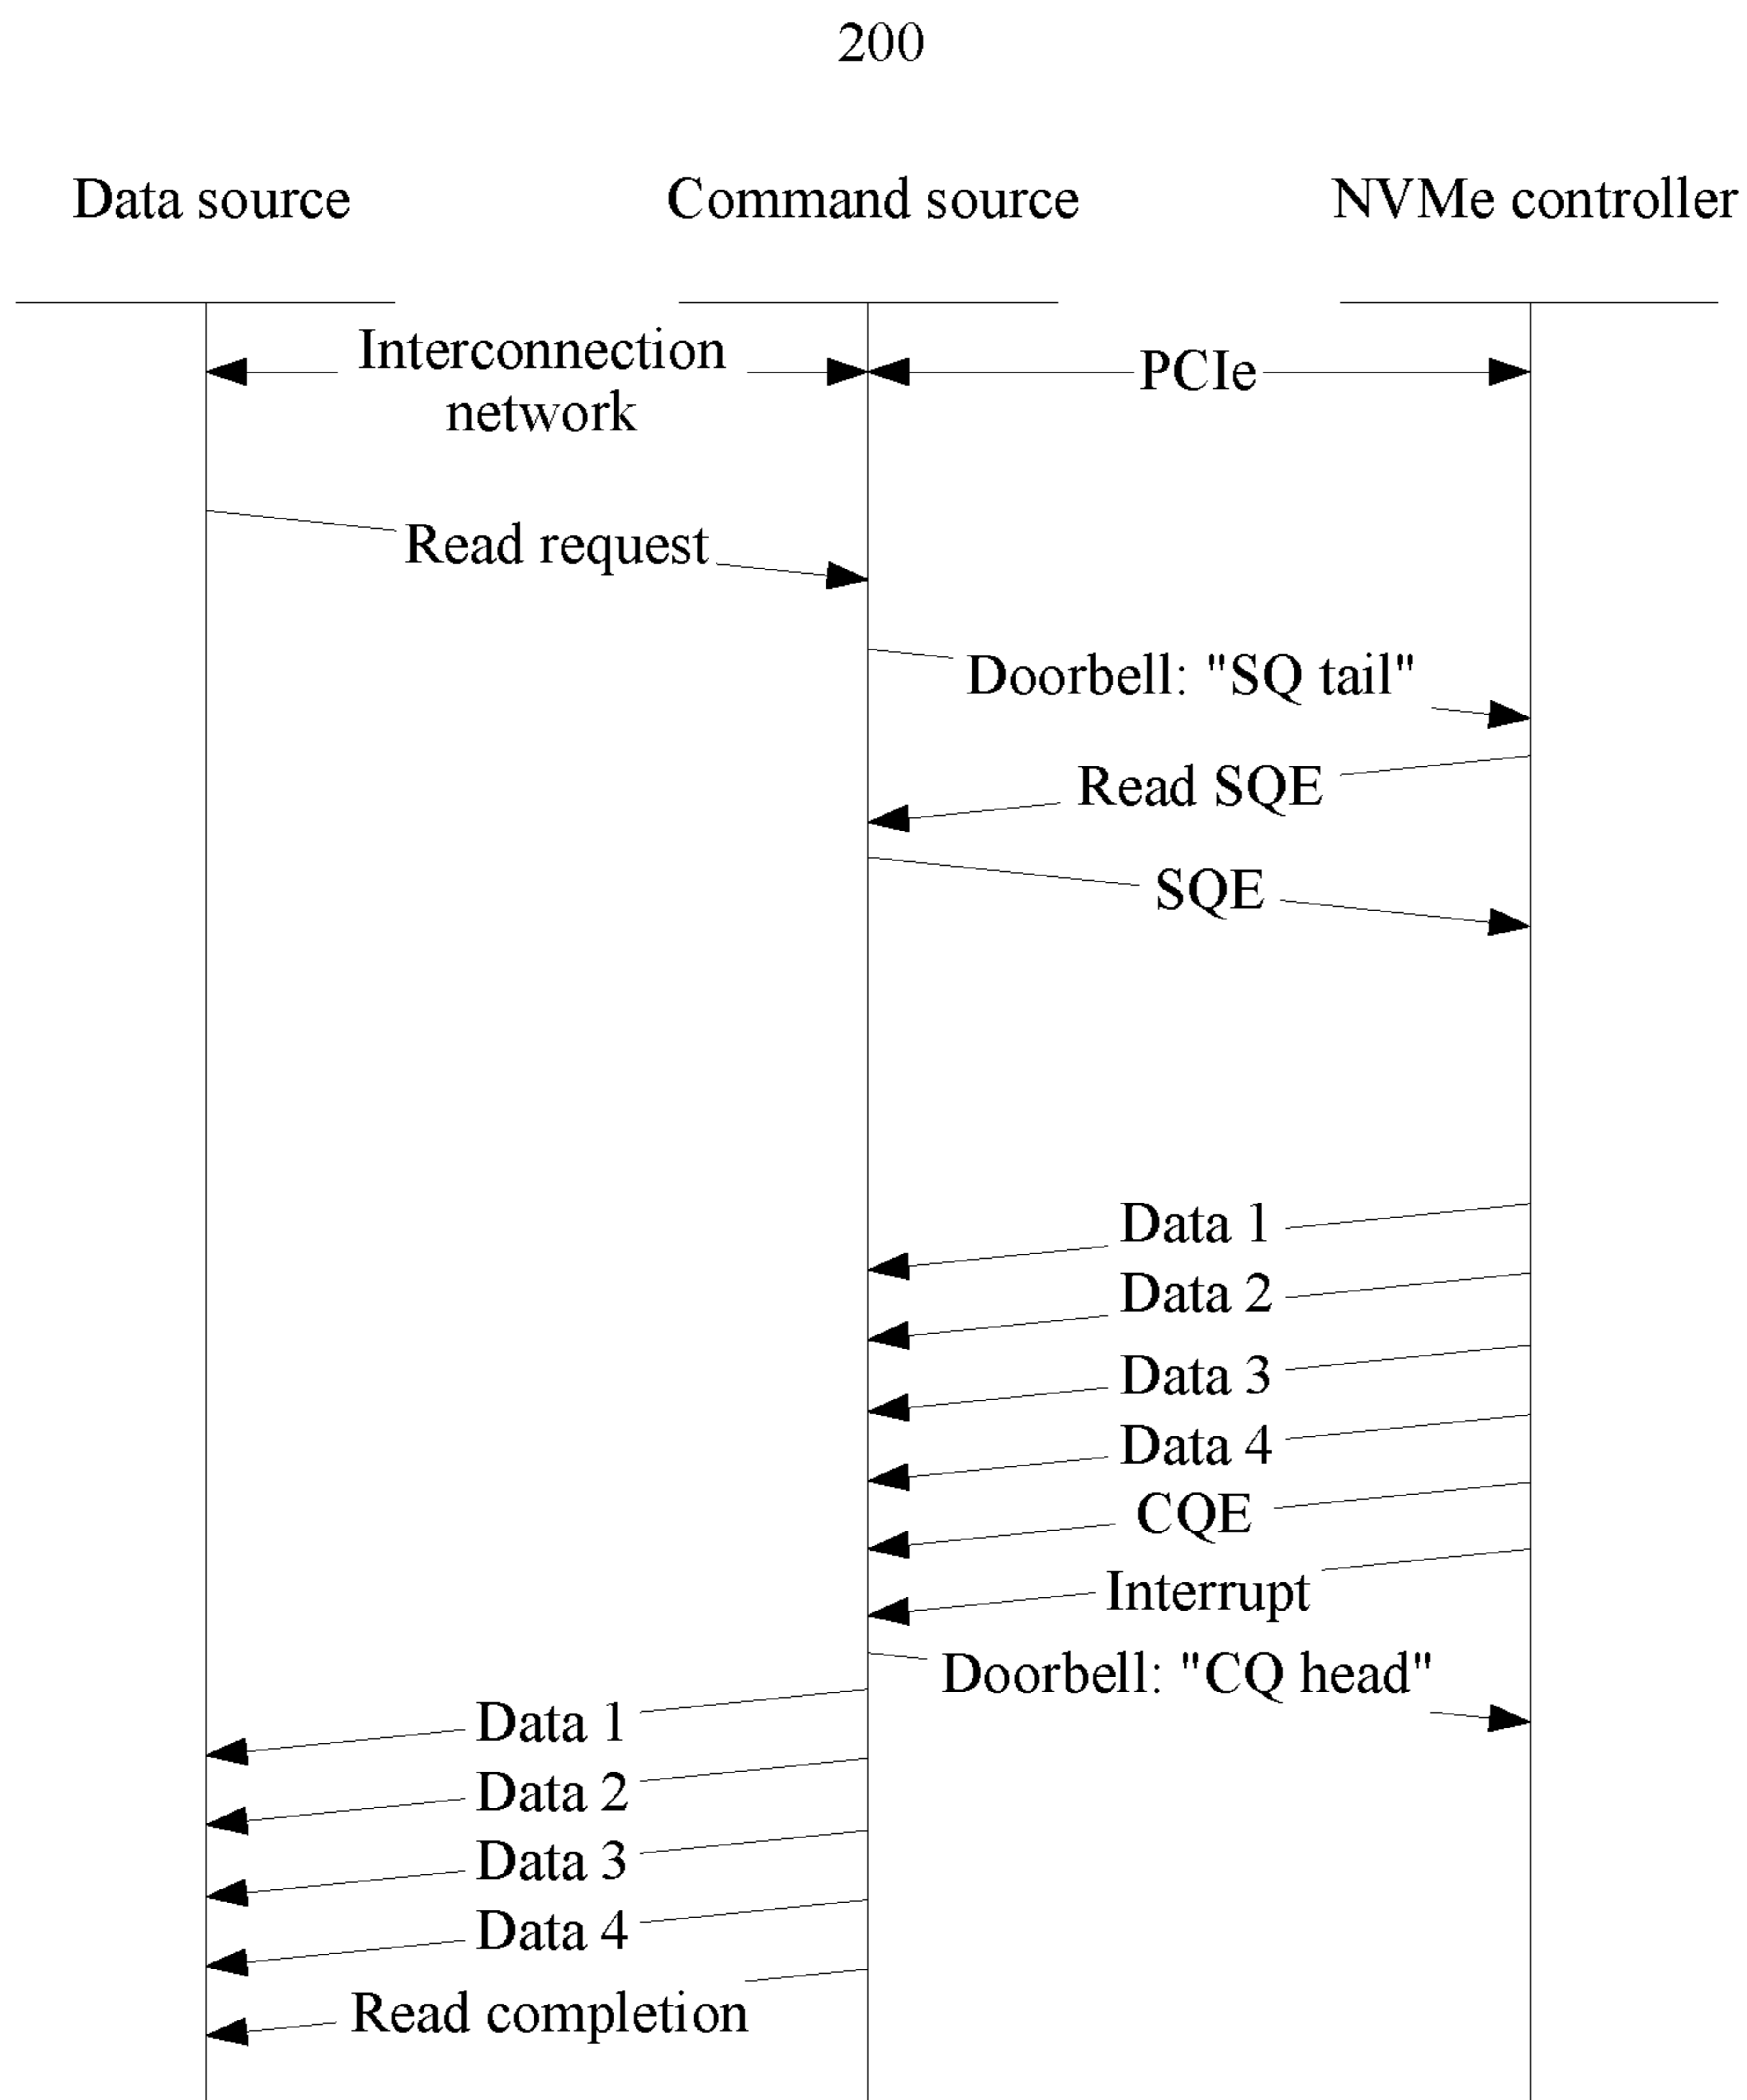 200
Data source
Command source
NVMe controller
Interconnection
network
PCIe
Read request
Doorbell: "SQ tail"
Read SQE
SQE
Data 1
Data 2
Data 3
Data 4
CQE
Interrupt
Doorbell: "CQ head"
Data 1
Data 2
Data 3
Data 4
Read completion